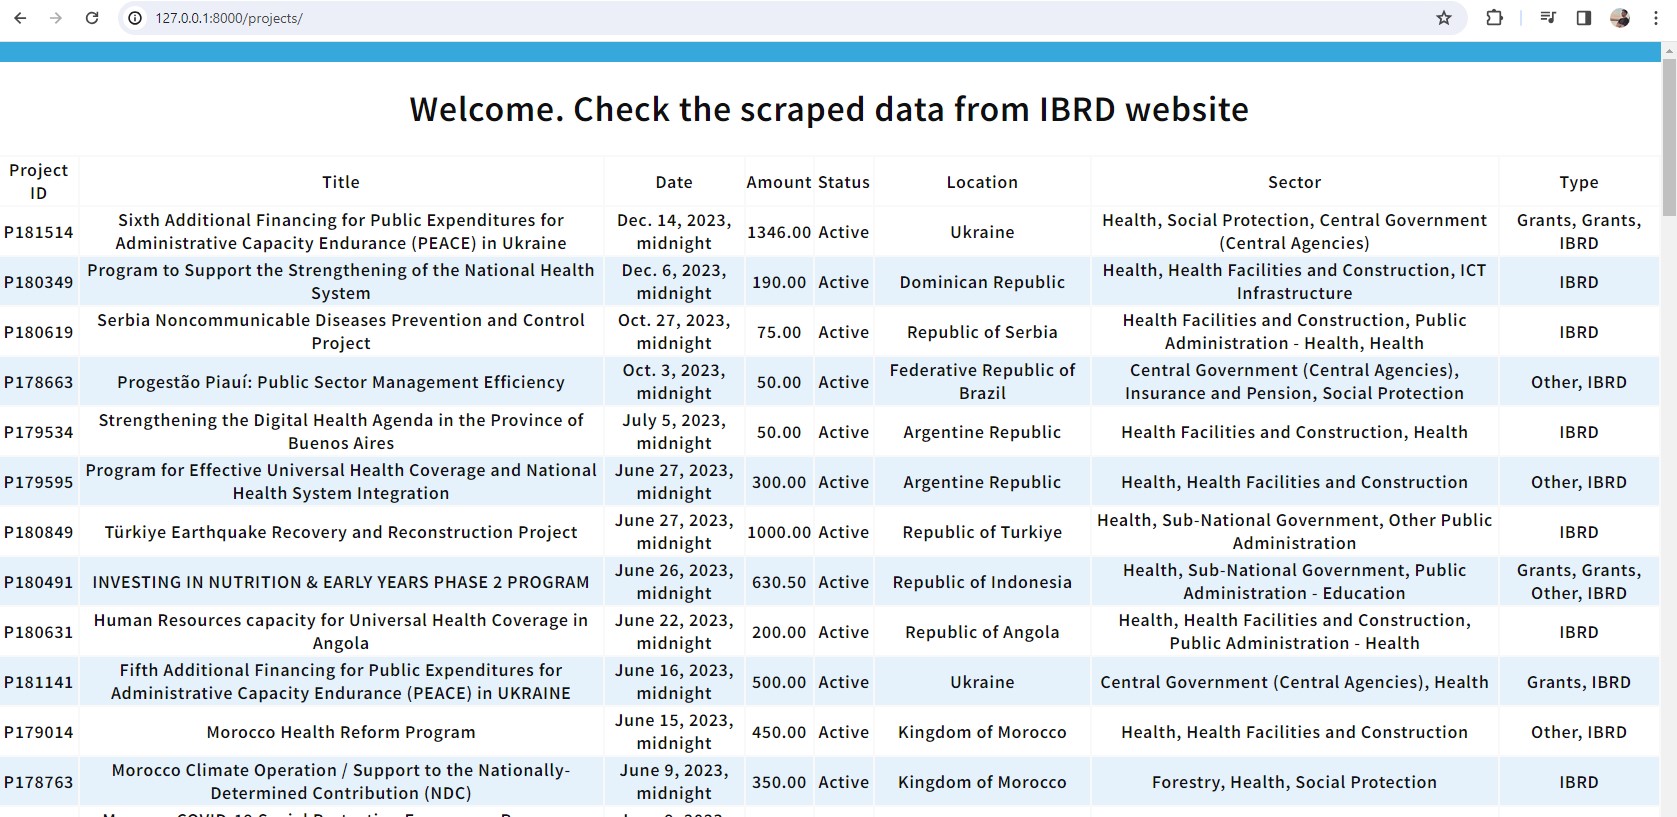 127.0.0.1:8000/projects/
Welcome. Check the scraped data from IBRD website
Project
ID
Title
Date
Amount
Status
Location
Sector
Type
P181514
Sixth Additional Financing for Public Expenditures for
Administrative Capacity Endurance (PEACE) in Ukraine
Dec. 14, 2023,
midnight
1346.00
Active
Ukraine
Health, Social Protection, Central Government
(Central Agencies)
Grants, Grants,
IBRD
P180349
Program to Support the Strengthening of the National Health
System
Dec. 6, 2023,
midnight
190.00
Active
Dominican Republic
Health, Health Facilities and Construction, ICT
Infrastructure
IBRD
P180619
Serbia Noncommunicable Diseases Prevention and Control
Project
Oct. 27, 2023,
midnight
75.00
Active
Republic of Serbia
Health Facilities and Construction, Public
Administration - Health, Health
IBRD
P178663
Progestão Piauí: Public Sector Management Efficiency
Oct. 3, 2023,
midnight
50.00
Active
Federative Republic of
Brazil
Central Government (Central Agencies),
Insurance and Pension, Social Protection
Other, IBRD
P179534
Strengthening the Digital Health Agenda in the Province of
Buenos Aires
July 5, 2023,
midnight
50.00
Active
Argentine Republic
Health Facilities and Construction, Health
IBRD
P179595
Program for Effective Universal Health Coverage and National
Health System Integration
June 27, 2023,
midnight
300.00
Active
Argentine Republic
Health, Health Facilities and Construction
Other, IBRD
P180849
Türkiye Earthquake Recovery and Reconstruction Project
June 27, 2023,
midnight
1000.00
Active
Republic of Turkiye
Health, Sub-National Government, Other Public
Administration
IBRD
P180491
INVESTING IN NUTRITION & EARLY YEARS PHASE 2 PROGRAM
June 26, 2023,
midnight
630.50
Active
Republic of Indonesia
Health, Sub-National Government, Public
Administration - Education
Grants, Grants,
Other, IBRD
P180631
Human Resources capacity for Universal Health Coverage in
Angola
June 22, 2023,
midnight
200.00
Active
Republic of Angola
Health, Health Facilities and Construction,
Public Administration - Health
IBRD
P181141
Fifth Additional Financing for Public Expenditures for
Administrative Capacity Endurance (PEACE) in UKRAINE
June 16, 2023,
midnight
500.00
Active
Ukraine
Central Government (Central Agencies), Health
Grants, IBRD
P179014
Morocco Health Reform Program
June 15, 2023,
midnight
450.00
Active
Kingdom of Morocco
Health, Health Facilities and Construction
Other, IBRD
P178763
Morocco Climate Operation / Support to the Nationally-
Determined Contribution (NDC)
June 9, 2023,
midnight
350.00
Active
Kingdom of Morocco
Forestry, Health, Social Protection
IBRD